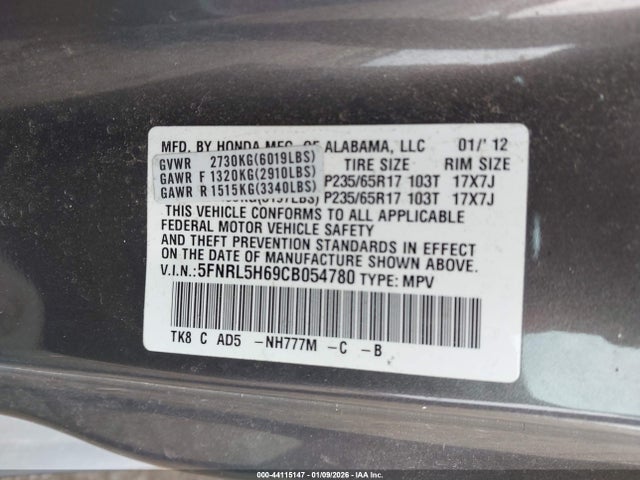 MFD. BY HONDA MFG. OF ALABAMA, LLC 01/'12
GVWR 2730KG(6019LBS) TIRE SIZE RIM SIZE
GAWR F 1320KG(2910LBS) P235/65R17 103T 17X7J
GAWR R 1515KG(3340LBS) P235/65R17 103T 17X7J
THIS VEHICLE CONFORMS TO ALL APPLICABLE
FEDERAL MOTOR VEHICLE SAFETY
AND THEFT PREVENTION STANDARDS IN EFFECT
ON THE DATE OF MANUFACTURE SHOWN ABOVE.
V.I.N.:5FNRL5H69CB054780 TYPE: MPV
TK8 C AD5 -NH777M -C -B
000-44115147 - 01/09/2026 - IAA Inc.